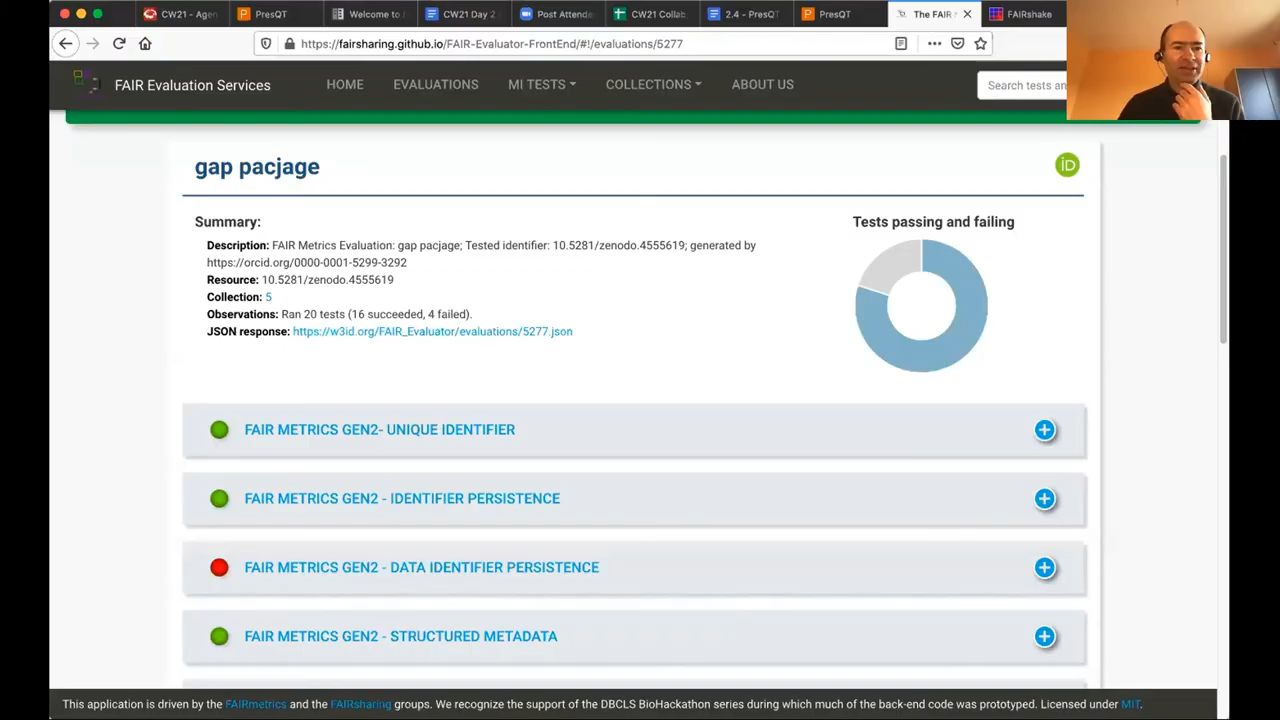 CW21 - Agen
PresQT
Welcome to
CW21 Day 2
Post Attende
CW21 Collab
2.4 - PresQT
PresQT
The FAIR
FAIRshake
https://fairsharing.github.io/FAIR-Evaluator-FrontEnd/#!/evaluations/5277
FAIR Evaluation Services
HOME
EVALUATIONS
MI TESTS
COLLECTIONS
ABOUT US
Search tests an
gap pacjage
iD
Summary:
Tests passing and failing
Description: FAIR Metrics Evaluation: gap pacjage; Tested identifier: 10.5281/zenodo.4555619; generated by
https://orcid.org/0000-0001-5299-3292
Resource: 10.5281/zenodo.4555619
Collection: 5
Observations: Ran 20 tests (16 succeeded, 4 failed).
JSON response: https://w3id.org/FAIR_Evaluator/evaluations/5277.json
FAIR METRICS GEN2- UNIQUE IDENTIFIER
FAIR METRICS GEN2 - IDENTIFIER PERSISTENCE
FAIR METRICS GEN2 - DATA IDENTIFIER PERSISTENCE
FAIR METRICS GEN2 - STRUCTURED METADATA
This application is driven by the FAIRmetrics and the FAIRsharing groups. We recognize the support of the DBCLS BioHackathon series during which much of the back-end code was prototyped. Licensed under MIT.